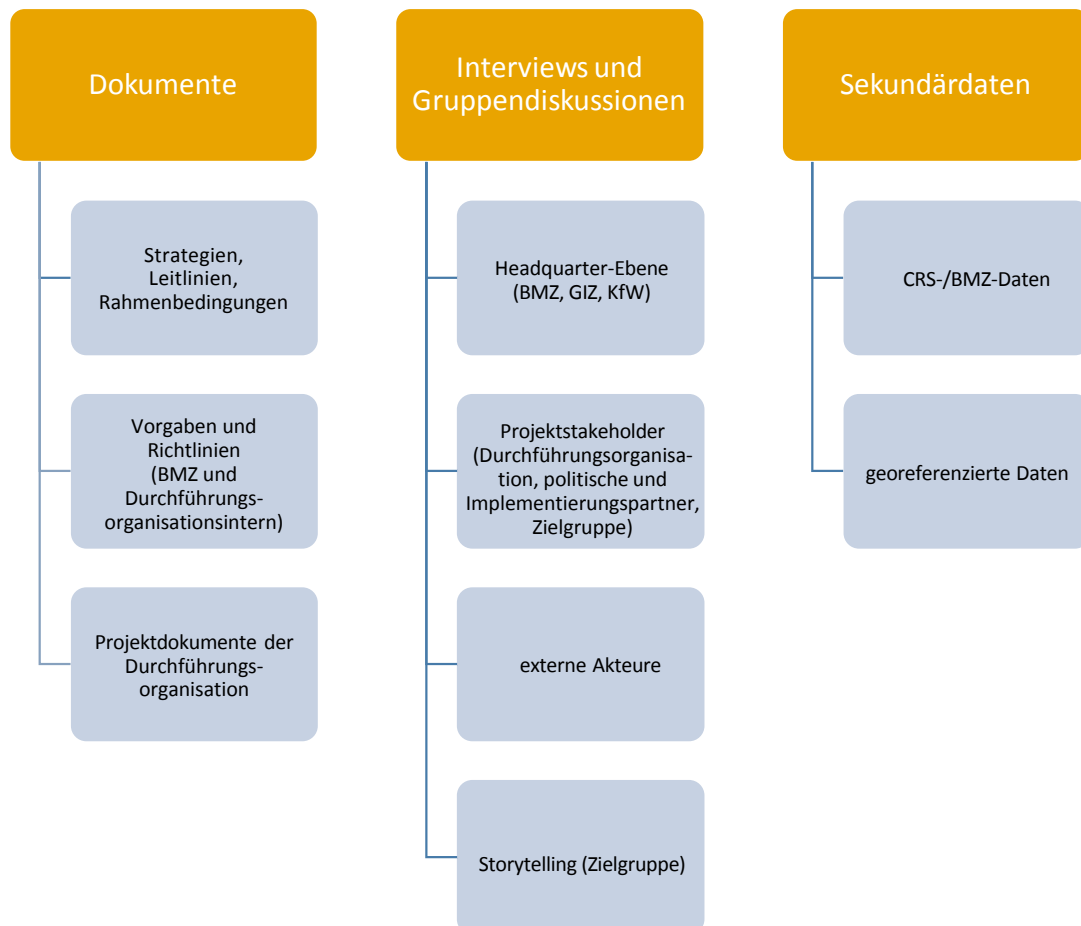 Dokumente
Strategien,
Leitlinien,
Rahmenbedingungen
Vorgaben und
Richtlinien
(BMZ und
Durchführungs-
organisationsintern)
Projektdokumente der
Durchführungs-
organisation
Interviews und
Gruppendiskussionen
Headquarter-Ebene
(BMZ, GIZ, KfW)
Projektstakeholder
(Durchführungsorganisa-
tion, politische und
Implementierungspartner,
Zielgruppe)
externe Akteure
Storytelling (Zielgruppe)
Sekundärdaten
CRS-/BMZ-Daten
georeferenzierte Daten